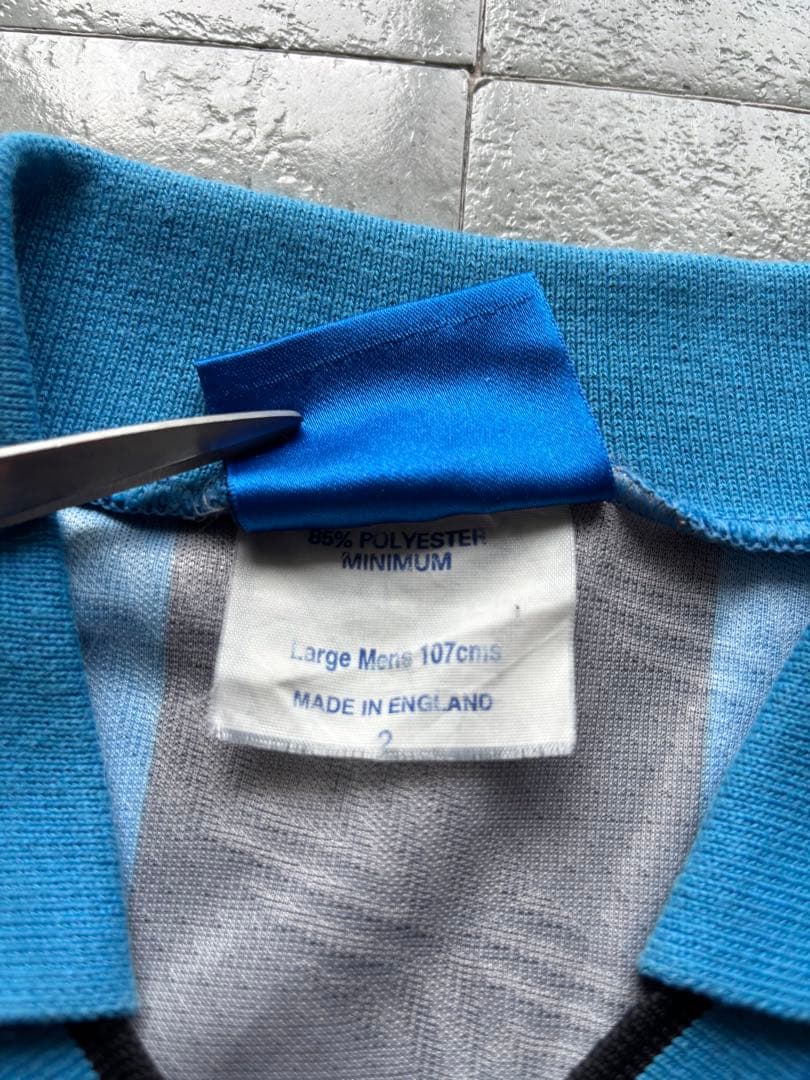 85% POLYESTER
MINIMUM
Large Mens 107cms
MADE IN ENGLAND
2